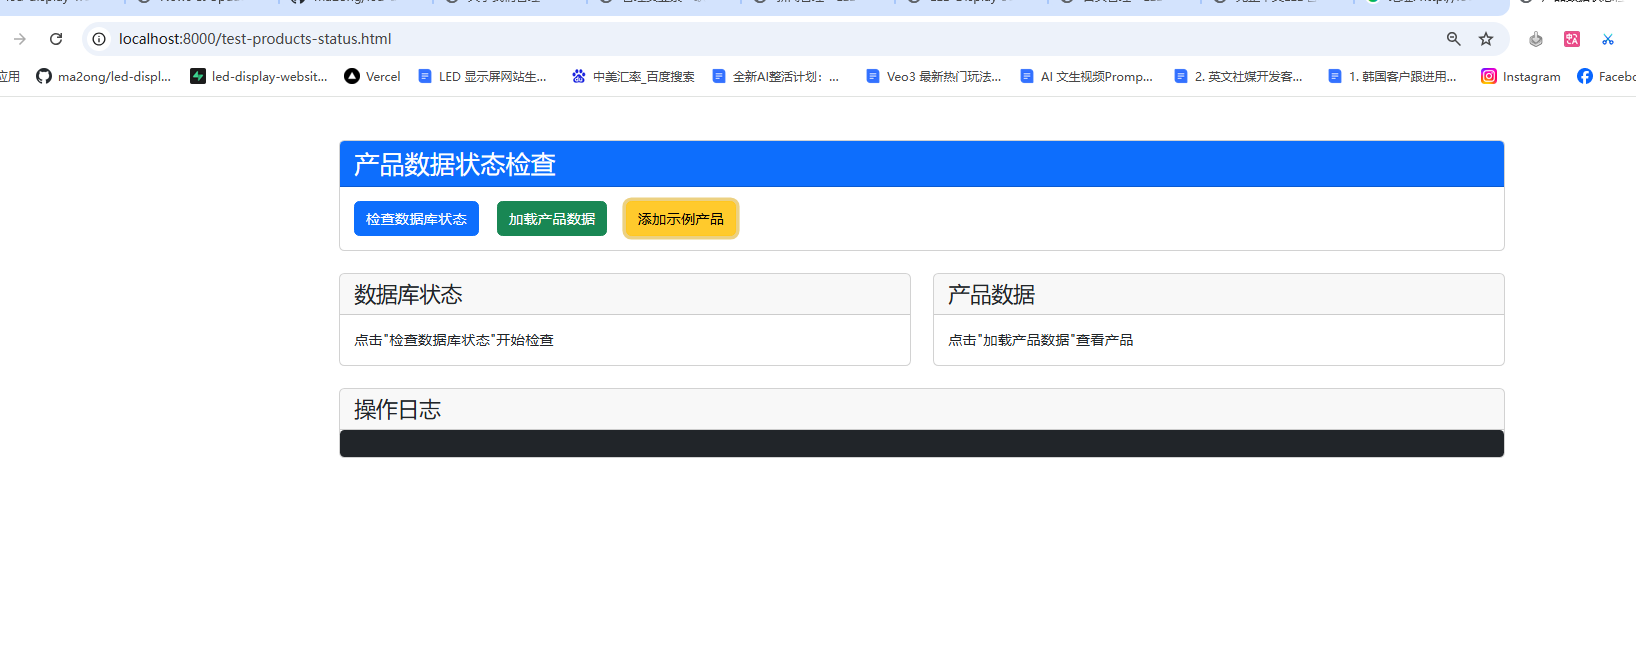 localhost:8000/test-products-status.html
应用 ma2ong/led-displ... led-display-websit... Vercel LED 显示屏网站生... 中美汇率_百度搜索 全新AI整活计划：... Veo3 最新热门玩法... AI 文生视频Promp... 2. 英文社媒开发客... 1. 韩国客户跟进用... Instagram
产品数据状态检查
检查数据库状态 加载产品数据 添加示例产品
数据库状态 产品数据
点击"检查数据库状态"开始检查 点击"加载产品数据"查看产品
操作日志